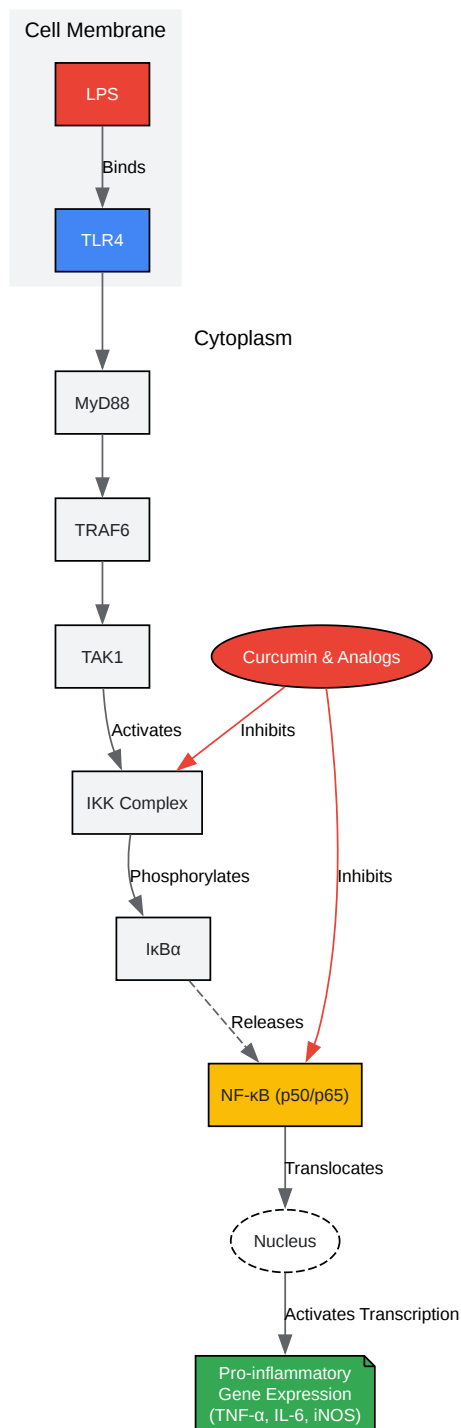 Cell Membrane
LPS
Binds
TLR4
Cytoplasm
MyD88
TRAF6
TAK1
Curcumin & Analogs
Activates
Inhibits
IKK Complex
Phosphorylates
Inhibits
IκBα
Releases
NF-κB (p50/p65)
Translocates
Nucleus
Activates Transcription
Pro-inflammatory
Gene Expression
(TNF-α, IL-6, iNOS)